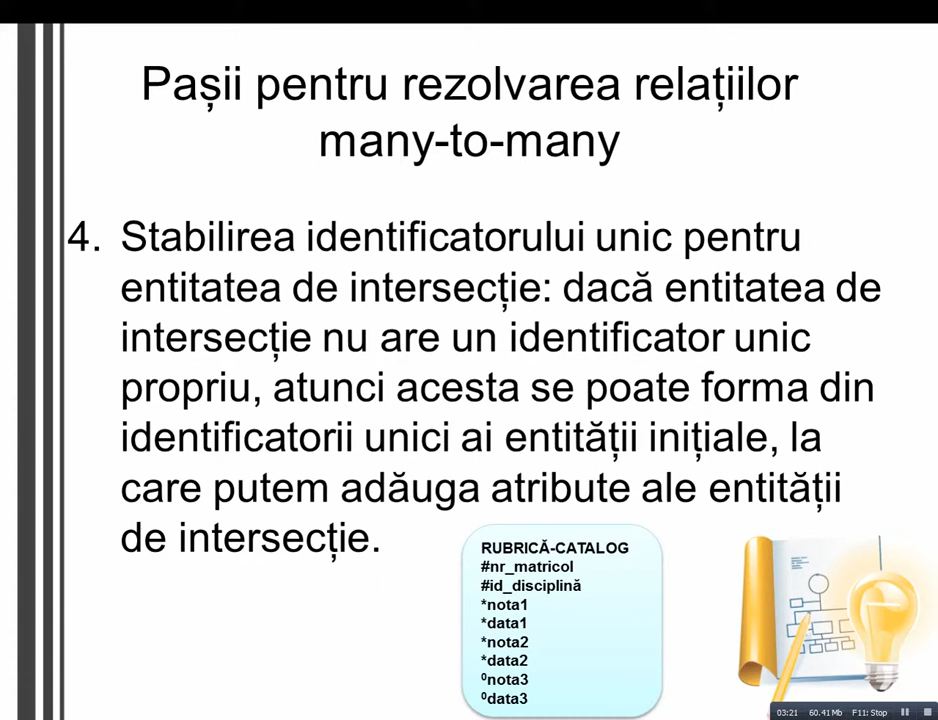 Pașii pentru rezolvarea relațiilor
many-to-many
4. Stabilirea identificatorului unic pentru
entitatea de intersecție: dacă entitatea de
intersecție nu are un identificator unic
propriu, atunci acesta se poate forma din
identificatorii unici ai entității inițiale, la
care putem adăuga atribute ale entității
de intersecție.
RUBRICĂ-CATALOG
#nr_matricol
#id_disciplină
*nota1
*data1
*nota2
*data2
⁰nota3
⁰data3
03:21 60.41 Mb F11: Stop